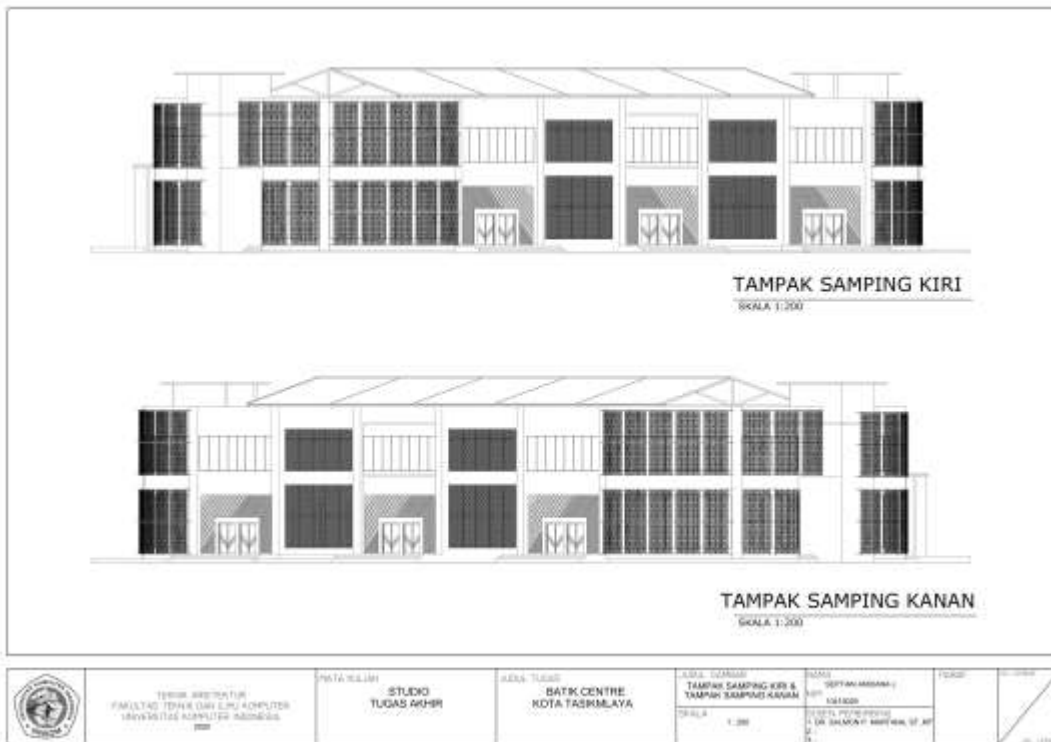 TAMPAK SAMPING KIRI
SKALA 1:200
TAMPAK SAMPING KANAN
SKALA 1:200
TEKNIK ARSITEKTUR
FAKULTAS TEKNIK DAN ILMU KOMPUTER
UNIVERSITAS KOMPUTER INDONESIA
2020
MATA KULIAH
STUDIO
TUGAS AKHIR
JUDUL TUGAS
BATIK CENTRE
KOTA TASIKMLAYA
JUDUL GAMBAR
TAMPAK SAMPING KIRI &
TAMPAK SAMPING KANAN
SKALA
1 : 200
NAMA
NIM
DOSEN PEMBIMBING
PARAF